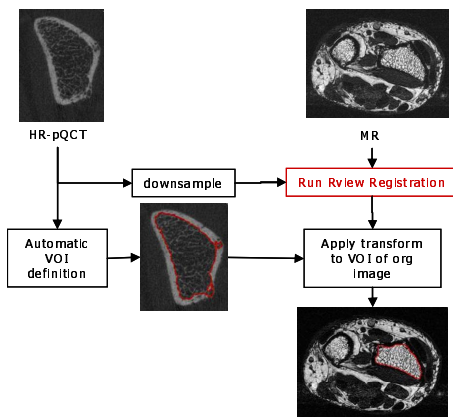 HR-pQCT
MR
downsample
Run Rview Registration
Automatic
VOI
definition
Apply transform
to VOI of org
image